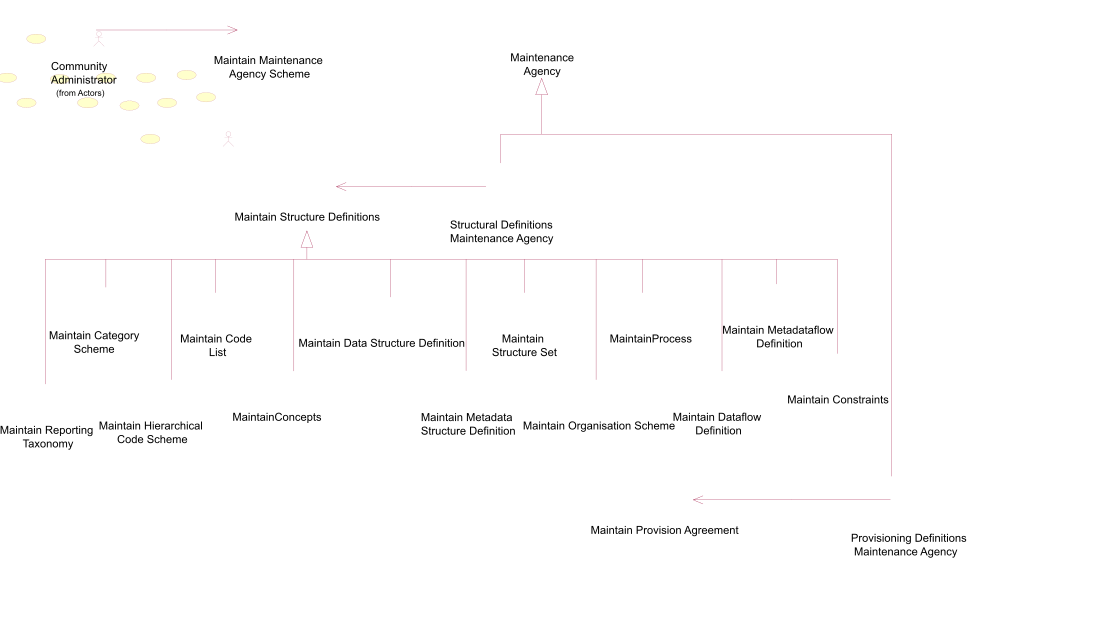 Community
Administrator
(from Actors)
Maintain Maintenance
Agency Scheme
Maintenance
Agency
Maintain Structure Definitions
Structural Definitions
Maintenance Agency
Maintain Category
Scheme
Maintain Code
List
Maintain Data Structure Definition
Maintain
Structure Set
MaintainProcess
Maintain Metadataflow
Definition
Maintain Constraints
Maintain Reporting
Taxonomy
Maintain Hierarchical
Code Scheme
MaintainConcepts
Maintain Metadata
Structure Definition
Maintain Organisation Scheme
Maintain Dataflow
Definition
Maintain Provision Agreement
Provisioning Definitions
Maintenance Agency